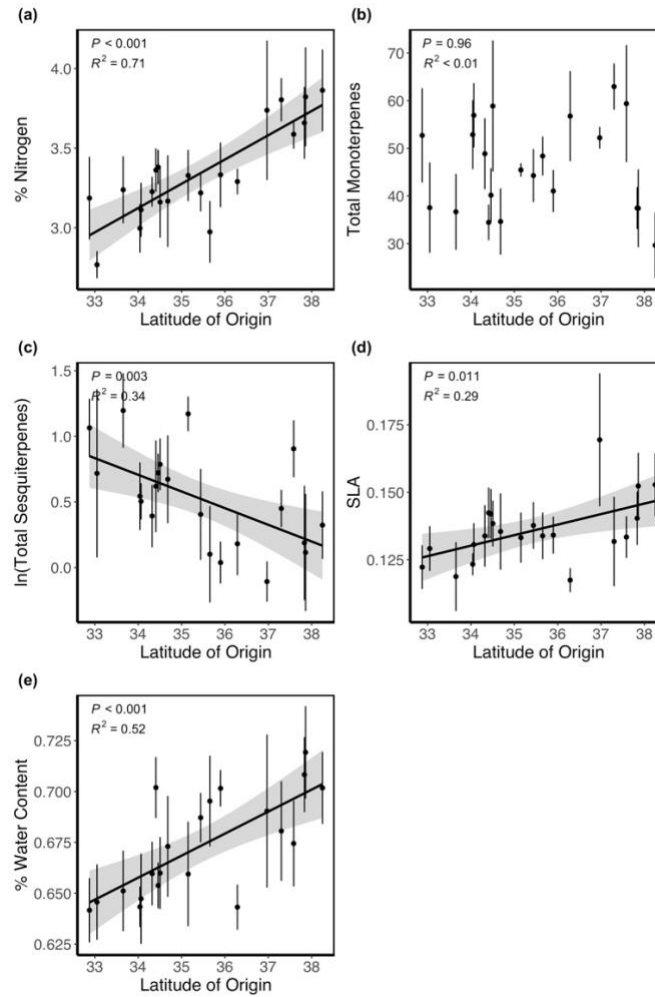 (a)
P < 0.001
R² = 0.71
4.0
3.5
3.0
% Nitrogen
33 34 35 36 37 38
Latitude of Origin
(b)
P = 0.96
R² < 0.01
70
60
50
40
30
Total Monoterpenes
33 34 35 36 37 38
Latitude of Origin
(c)
P = 0.003
R² = 0.34
1.5
1.0
0.5
0.0
ln(Total Sesquiterpenes)
33 34 35 36 37 38
Latitude of Origin
(d)
P = 0.011
R² = 0.29
0.175
0.150
0.125
SLA
33 34 35 36 37 38
Latitude of Origin
(e)
P < 0.001
R² = 0.52
0.725
0.700
0.675
0.650
0.625
% Water Content
33 34 35 36 37 38
Latitude of Origin